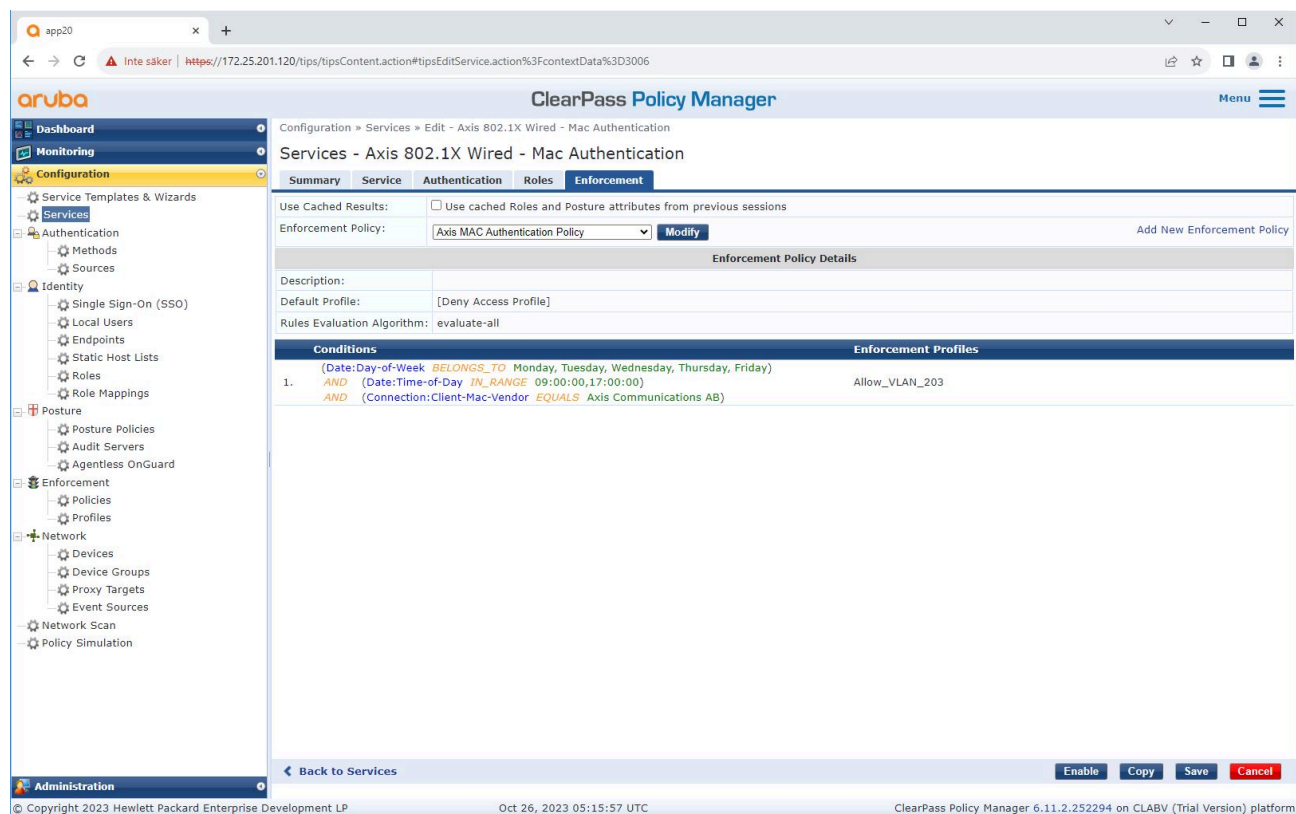 app20
Inte säker | https://172.25.201.120/tips/tipsContent.action#tipsEditService.action%3FcontextData%3D3006
aruba
ClearPass Policy Manager
Menu
Dashboard
Monitoring
Configuration
Service Templates & Wizards
Services
Authentication
Methods
Sources
Identity
Single Sign-On (SSO)
Local Users
Endpoints
Static Host Lists
Roles
Role Mappings
Posture
Posture Policies
Audit Servers
Agentless OnGuard
Enforcement
Policies
Profiles
Network
Devices
Device Groups
Proxy Targets
Event Sources
Network Scan
Policy Simulation
Administration
Configuration » Services » Edit - Axis 802.1X Wired - Mac Authentication
Services - Axis 802.1X Wired - Mac Authentication
Summary Service Authentication Roles Enforcement
Use Cached Results: Use cached Roles and Posture attributes from previous sessions
Enforcement Policy: Axis MAC Authentication Policy Modify Add New Enforcement Policy
Enforcement Policy Details
Description:
Default Profile: [Deny Access Profile]
Rules Evaluation Algorithm: evaluate-all
Conditions Enforcement Profiles
(Date:Day-of-Week BELONGS_TO Monday, Tuesday, Wednesday, Thursday, Friday)
1. AND (Date:Time-of-Day IN_RANGE 09:00:00,17:00:00) Allow_VLAN_203
AND (Connection:Client-Mac-Vendor EQUALS Axis Communications AB)
Back to Services Enable Copy Save Cancel
© Copyright 2023 Hewlett Packard Enterprise Development LP Oct 26, 2023 05:15:57 UTC ClearPass Policy Manager 6.11.2.252294 on CLABV (Trial Version) platform